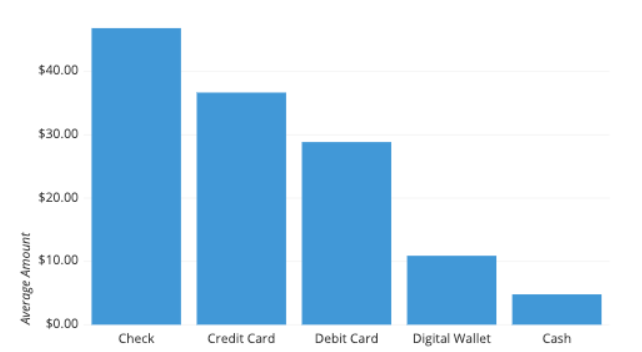 $40.00
$30.00
$20.00
$10.00
$0.00
Average Amount
Check Credit Card Debit Card Digital Wallet Cash